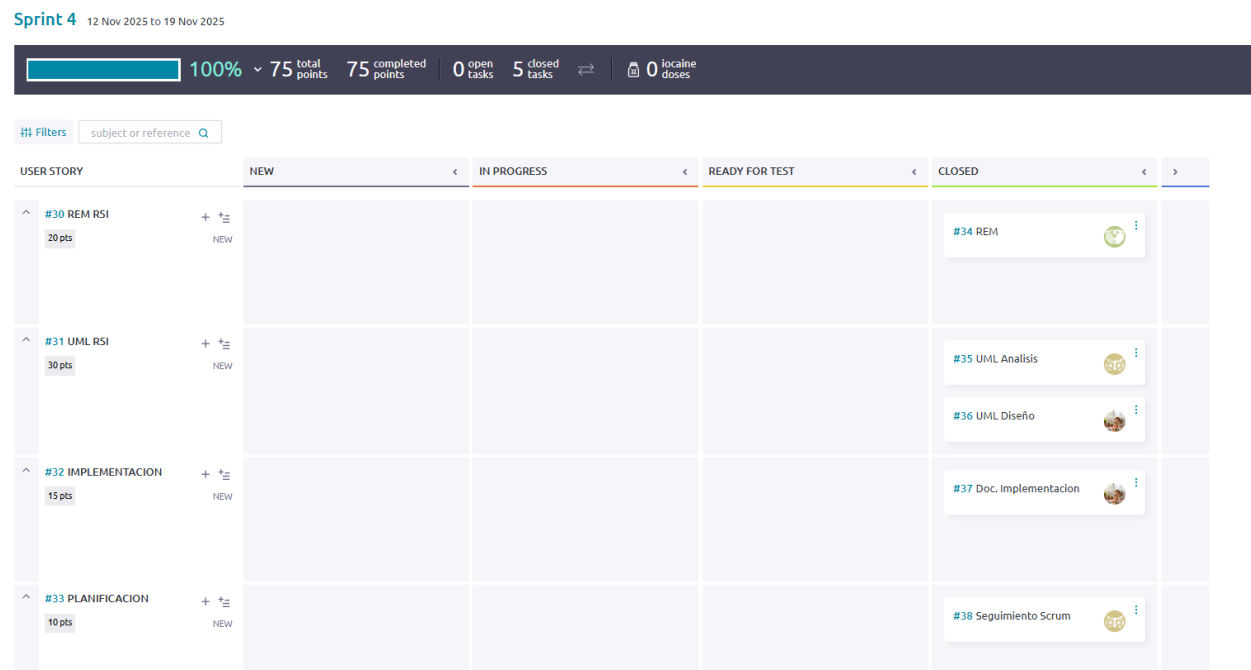 Sprint 4 12 Nov 2025 to 19 Nov 2025
100% 75 total points 75 completed points 0 open tasks 5 closed tasks 0 iocaine doses
Filters subject or reference
USER STORY NEW IN PROGRESS READY FOR TEST CLOSED
#30 REM RSI
20 pts NEW
#34 REM
#31 UML RSI
30 pts NEW
#35 UML Analisis
#36 UML Diseño
#32 IMPLEMENTACION
15 pts NEW
#37 Doc. Implementacion
#33 PLANIFICACION
10 pts NEW
#38 Seguimiento Scrum